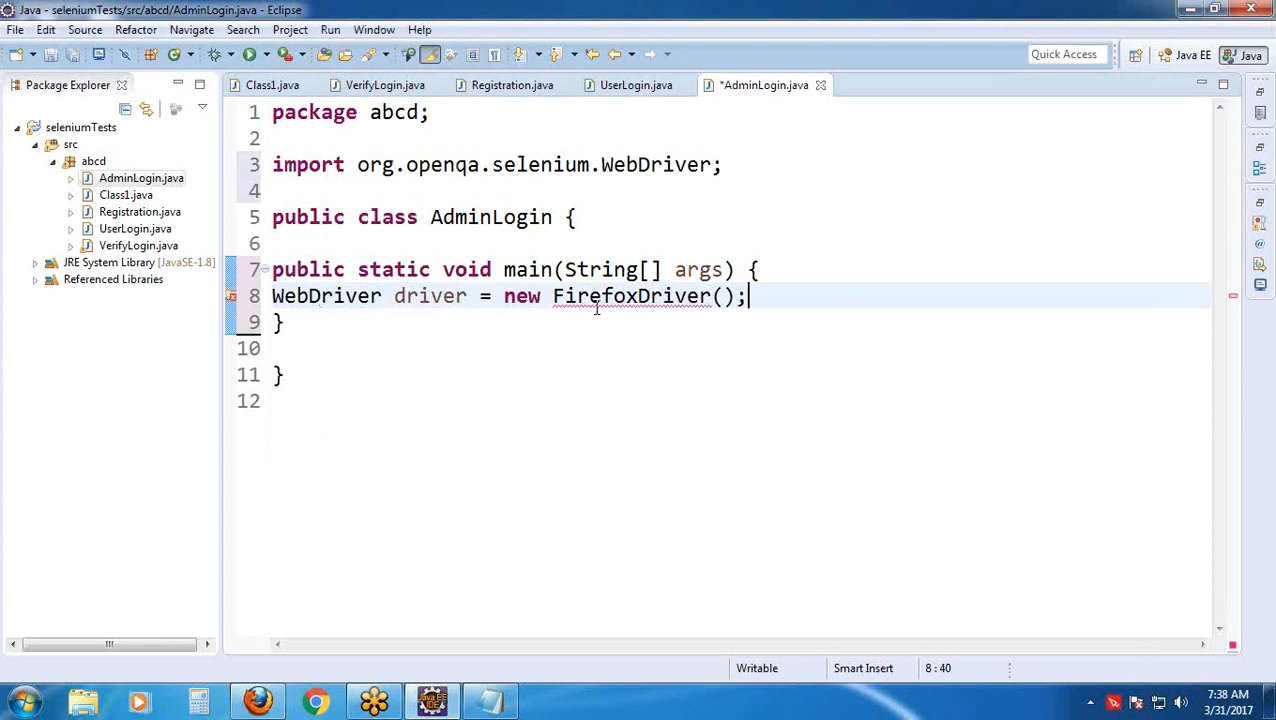 Java - seleniumTests/src/abcd/AdminLogin.java - Eclipse
File Edit Source Refactor Navigate Search Project Run Window Help
Quick Access
Java EE
Java
Package Explorer
Class1.java
VerifyLogin.java
Registration.java
UserLogin.java
*AdminLogin.java
seleniumTests
src
abcd
AdminLogin.java
Class1.java
Registration.java
UserLogin.java
VerifyLogin.java
JRE System Library [JavaSE-1.8]
Referenced Libraries
1 package abcd;
2
3 import org.openqa.selenium.WebDriver;
4
5 public class AdminLogin {
6
7 public static void main(String[] args) {
8 WebDriver driver = new FirefoxDriver();
9 }
10
11 }
12
Writable
Smart Insert
8 : 40
Java EE
IDE
7:38 AM
3/31/2017